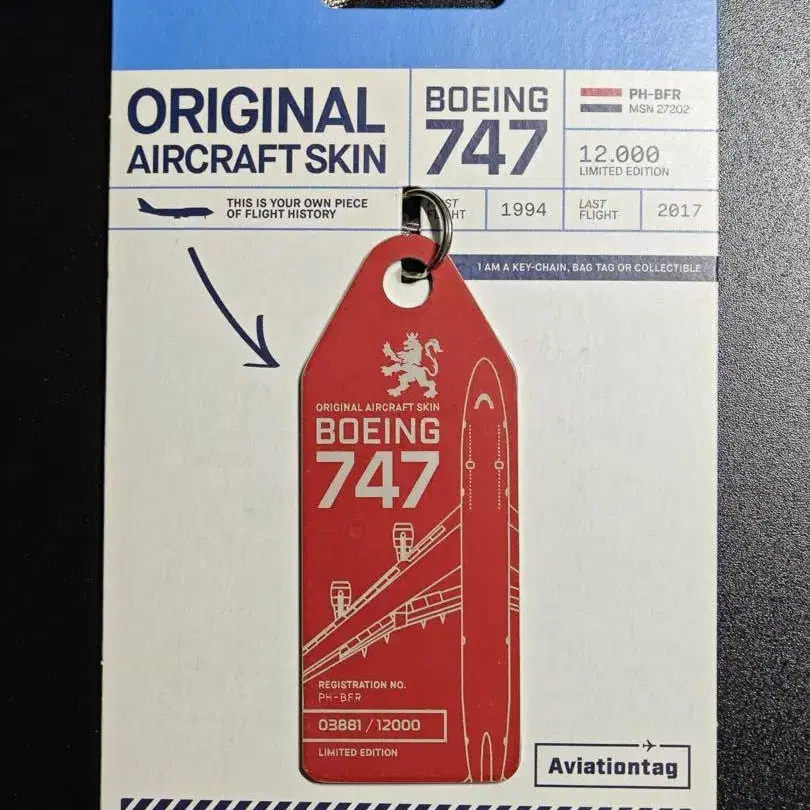 ORIGINAL
AIRCRAFT SKIN
BOEING
747
PH-BFR
MSN 27202
12.000
LIMITED EDITION
THIS IS YOUR OWN PIECE
OF FLIGHT HISTORY
1994
LAST
FLIGHT
2017
I AM A KEY-CHAIN, BAG TAG OR COLLECTIBLE
ORIGINAL AIRCRAFT SKIN
BOEING
747
REGISTRATION NO.
PH-BFR
03881 / 12000
LIMITED EDITION
Aviationtag